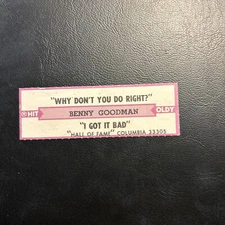 "WHY DON'T YOU DO RIGHT?"
HIT BENNY GOODMAN OLDY
"I GOT IT BAD"
"HALL OF FAME" COLUMBIA 33305